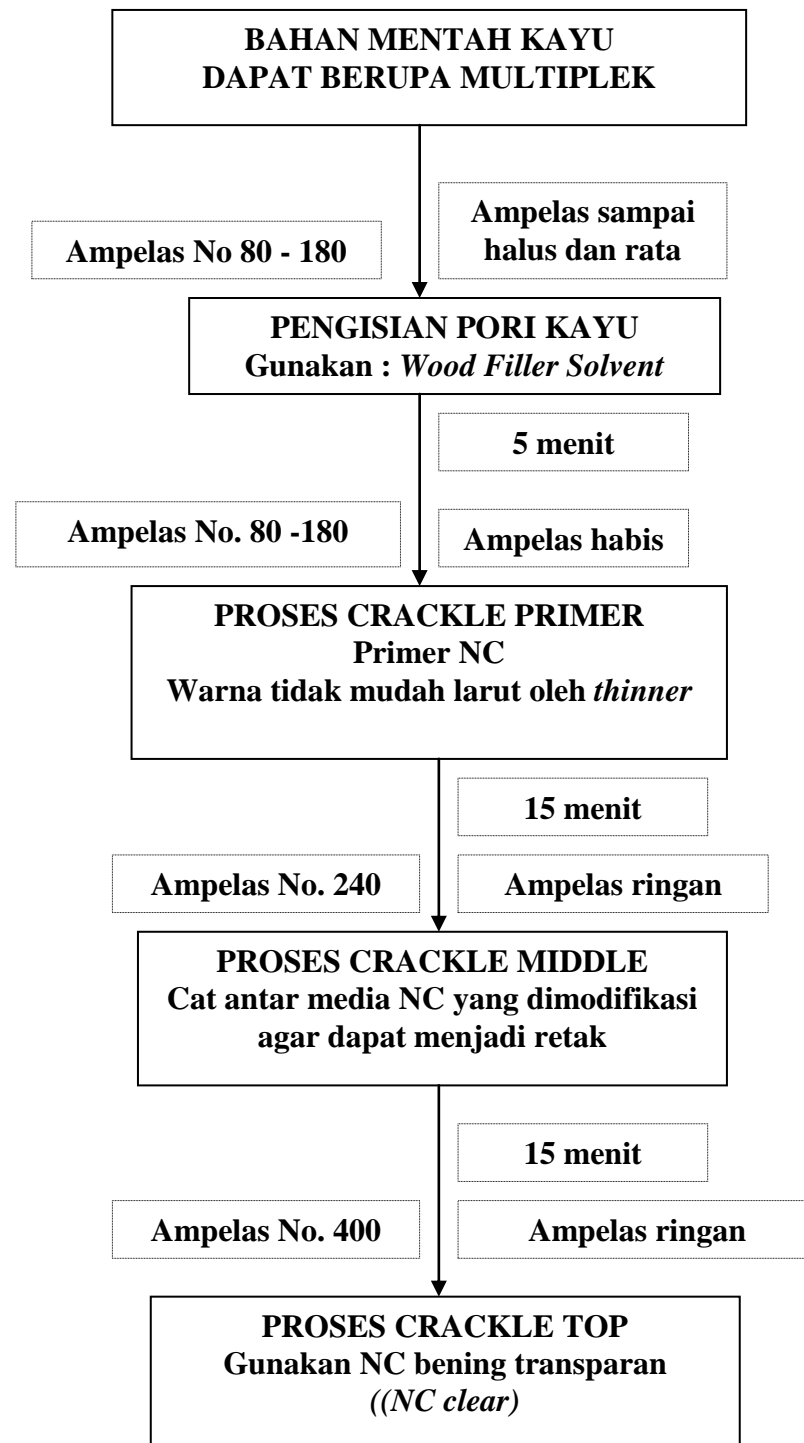 BAHAN MENTAH KAYU
DAPAT BERUPA MULTIPLEK
Ampelas No 80 - 180
Ampelas sampai
halus dan rata
PENGISIAN PORI KAYU
Gunakan : Wood Filler Solvent
5 menit
Ampelas No. 80 -180
Ampelas habis
PROSES CRACKLE PRIMER
Primer NC
Warna tidak mudah larut oleh thinner
15 menit
Ampelas No. 240
Ampelas ringan
PROSES CRACKLE MIDDLE
Cat antar media NC yang dimodifikasi
agar dapat menjadi retak
15 menit
Ampelas No. 400
Ampelas ringan
PROSES CRACKLE TOP
Gunakan NC bening transparan
((NC clear)